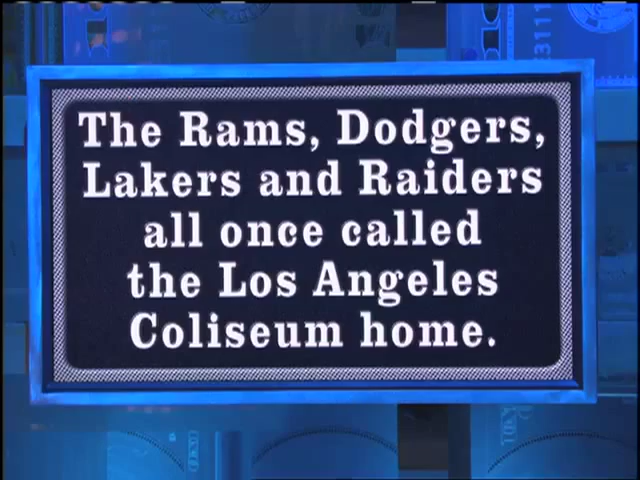 The Rams, Dodgers,
Lakers and Raiders
all once called
the Los Angeles
Coliseum home.